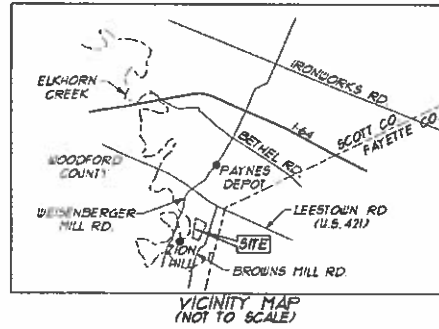 IRONWORKS RD.
ELKHORN
CREEK
I-64
SCOTT CO
FAYETTE CO
BETHEL RD.
WOODFORD
COUNTY
PAYNES
DEPOT
WEISENBERGER
MILL RD.
LEESTOWN RD
(U.S. 421)
SITE
ZION
HILL
BROWNS MILL RD.
VICINITY MAP
(NOT TO SCALE)